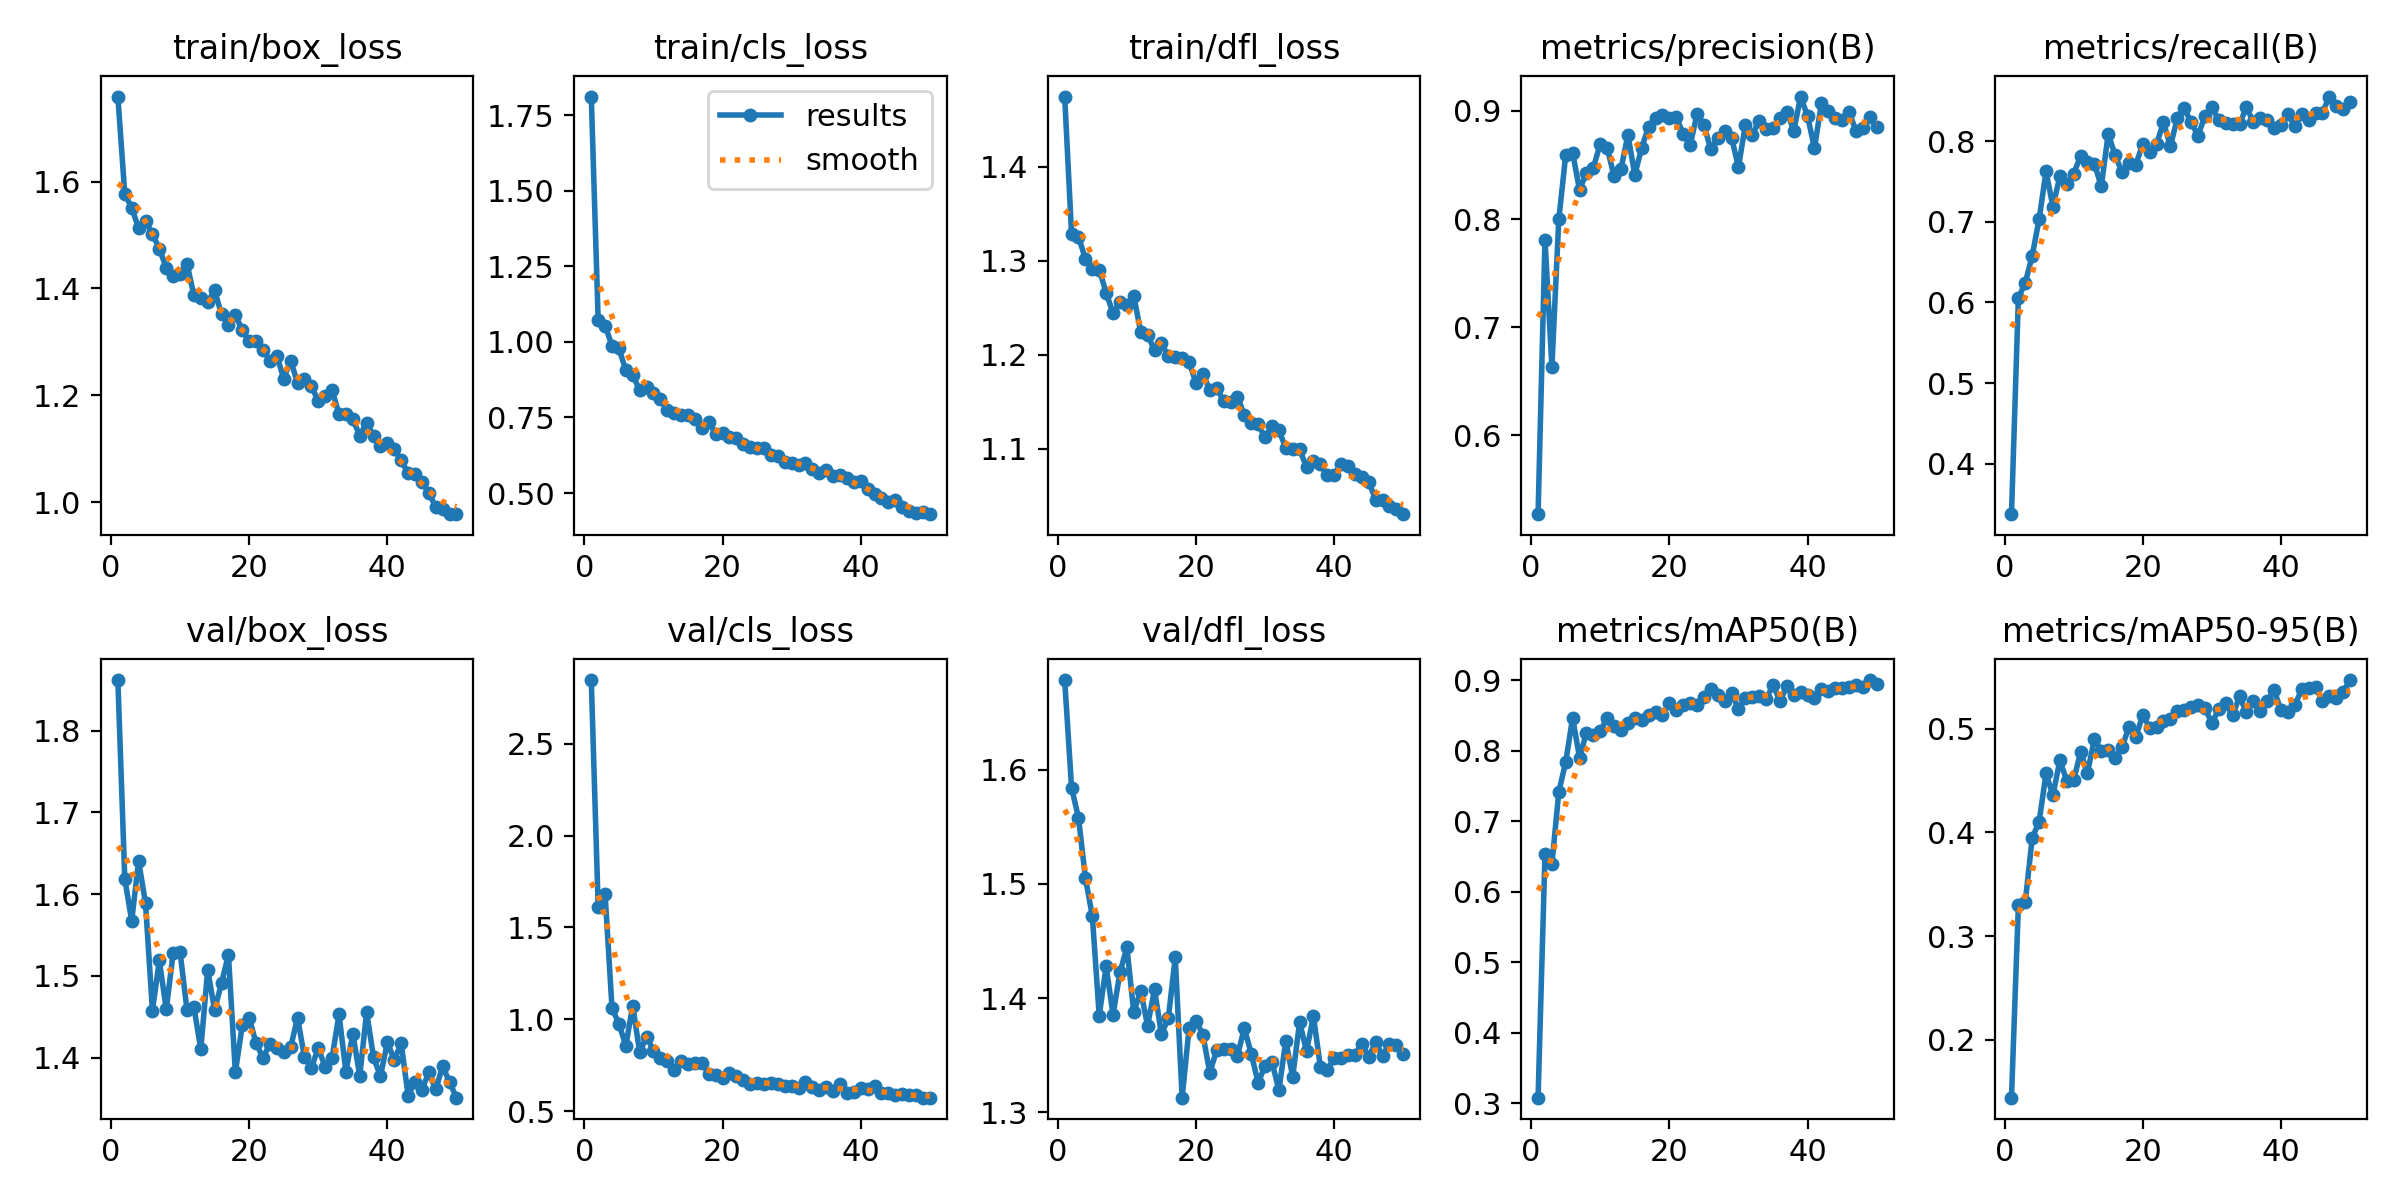 train/box_loss
1.6
1.4
1.2
1.0
0 20 40
train/cls_loss
results
smooth
1.75
1.50
1.25
1.00
0.75
0.50
0 20 40
train/dfl_loss
1.4
1.3
1.2
1.1
0 20 40
metrics/precision(B)
0.9
0.8
0.7
0.6
0 20 40
metrics/recall(B)
0.8
0.7
0.6
0.5
0.4
0 20 40
val/box_loss
1.8
1.7
1.6
1.5
1.4
0 20 40
val/cls_loss
2.5
2.0
1.5
1.0
0.5
0 20 40
val/dfl_loss
1.6
1.5
1.4
1.3
0 20 40
metrics/mAP50(B)
0.9
0.8
0.7
0.6
0.5
0.4
0.3
0 20 40
metrics/mAP50-95(B)
0.5
0.4
0.3
0.2
0 20 40